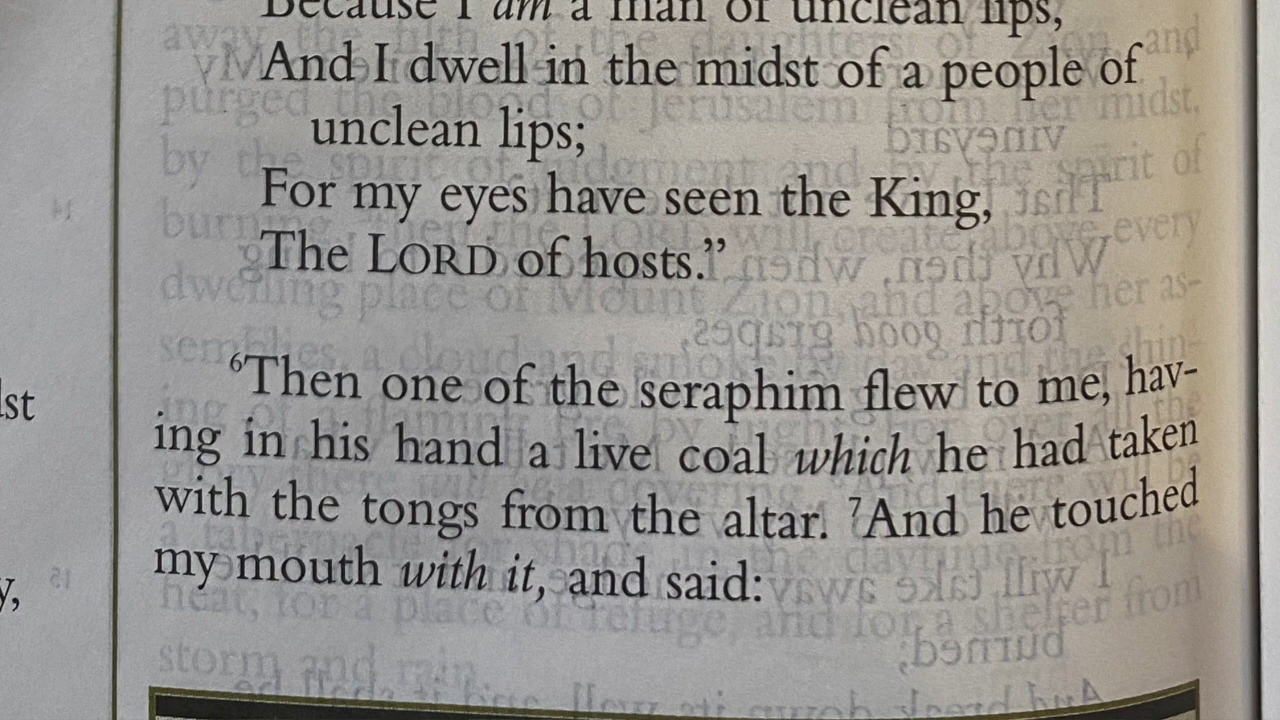 Because I am a man of unclean lips,
And I dwell in the midst of a people of
unclean lips;
For my eyes have seen the King,
The LORD of hosts.”
⁶Then one of the seraphim flew to me, hav-
ing in his hand a live coal which he had taken
with the tongs from the altar. ⁷And he touched
my mouth with it, and said: